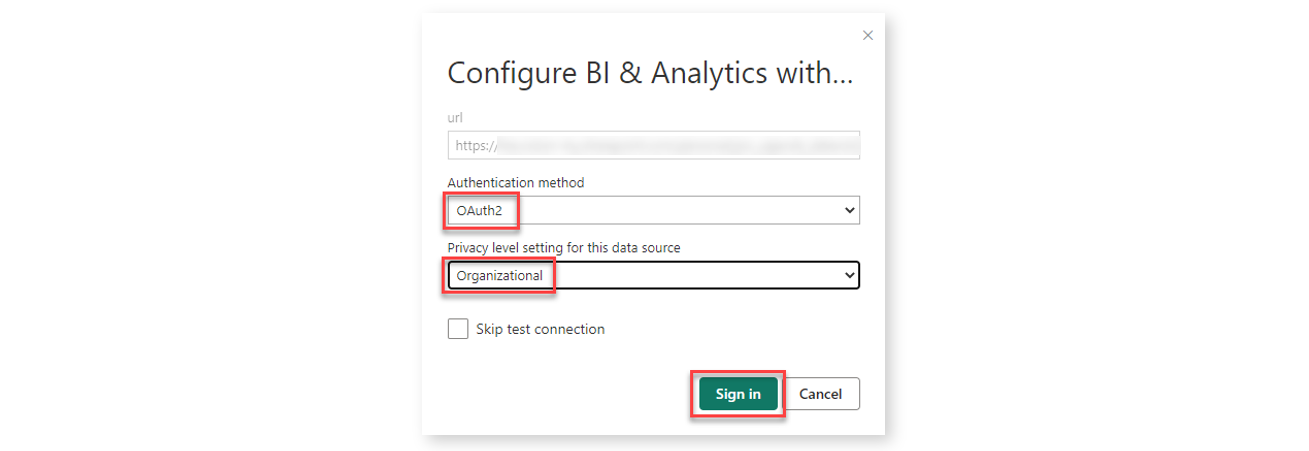 Configure BI & Analytics with...
url
https://
Authentication method
OAuth2
Privacy level setting for this data source
Organizational
Skip test connection
Sign in
Cancel